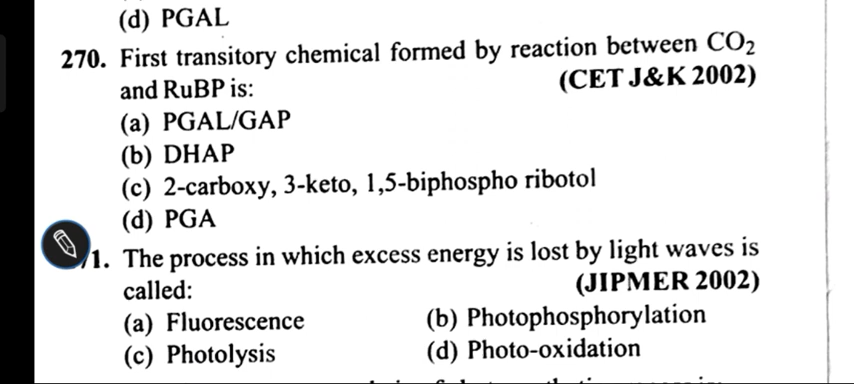 (d) PGAL
270. First transitory chemical formed by reaction between CO₂
and RuBP is: (CET J&K 2002)
(a) PGAL/GAP
(b) DHAP
(c) 2-carboxy, 3-keto, 1,5-biphospho ribotol
(d) PGA
1. The process in which excess energy is lost by light waves is
called: (JIPMER 2002)
(a) Fluorescence (b) Photophosphorylation
(c) Photolysis (d) Photo-oxidation